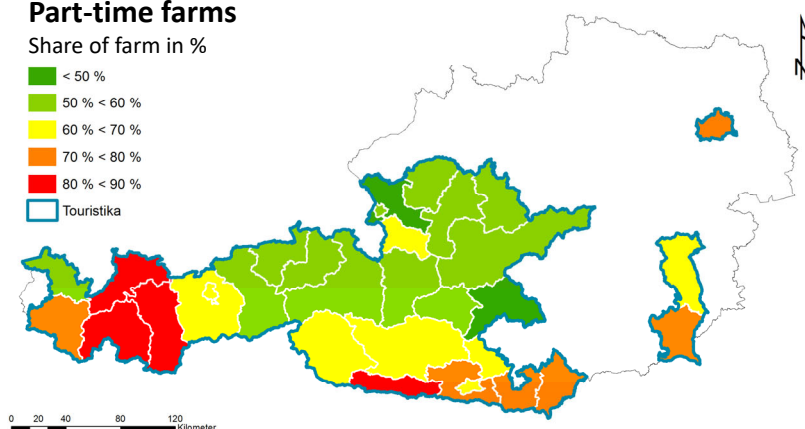 Part-time farms
Share of farm in %
< 50 %
50 % < 60 %
60 % < 70 %
70 % < 80 %
80 % < 90 %
Touristika
N
0 20 40 80 120
Kilometer